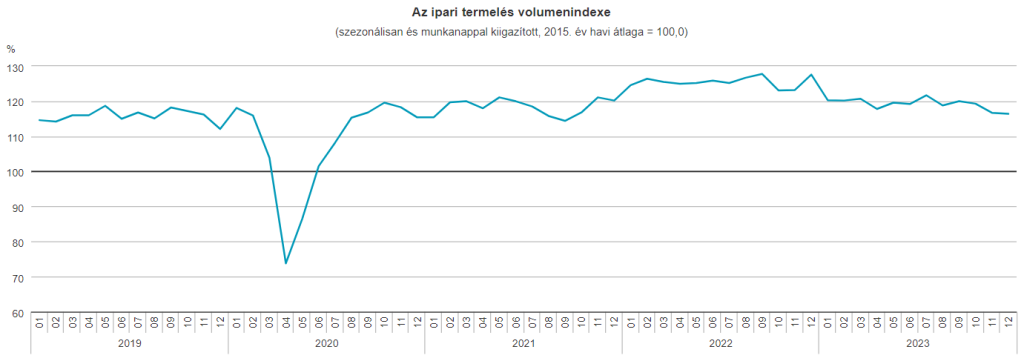 Az ipari termelés volumenindexe
(szezonálisan és munkanappal kiigazított, 2015. év havi átlaga = 100,0)
%
130
120
110
100
90
80
70
60
01 02 03 04 05 06 07 08 09 10 11 12 01 02 03 04 05 06 07 08 09 10 11 12 01 02 03 04 05 06 07 08 09 10 11 12 01 02 03 04 05 06 07 08 09 10 11 12 01 02 03 04 05 06 07 08 09 10 11 12
2019 2020 2021 2022 2023